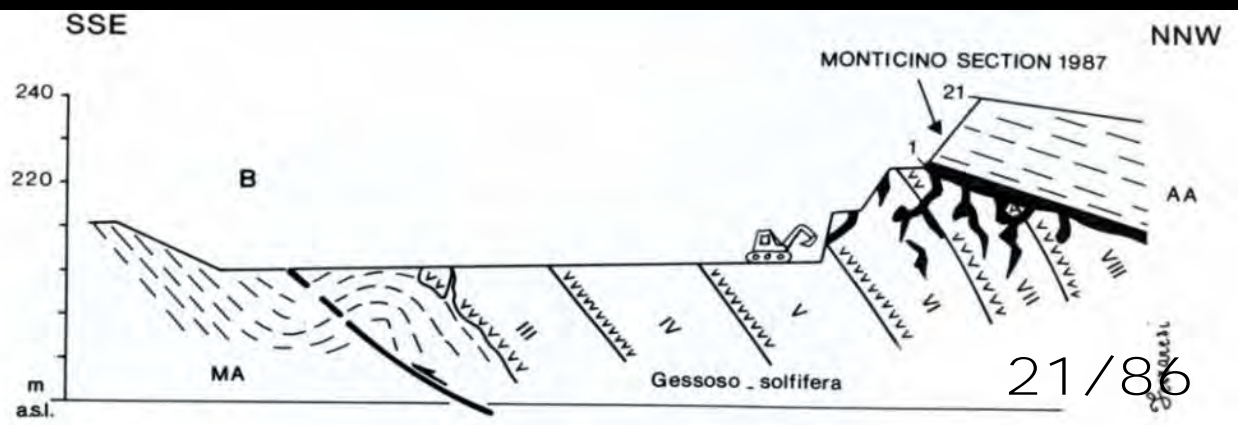 SSE
NNW
MONTICINO SECTION 1987
240
21
B
1
220
AA
III
IV
V
VI
VII
VIII
MA
Gessoso - solfifera
21/86
m
a.s.l.